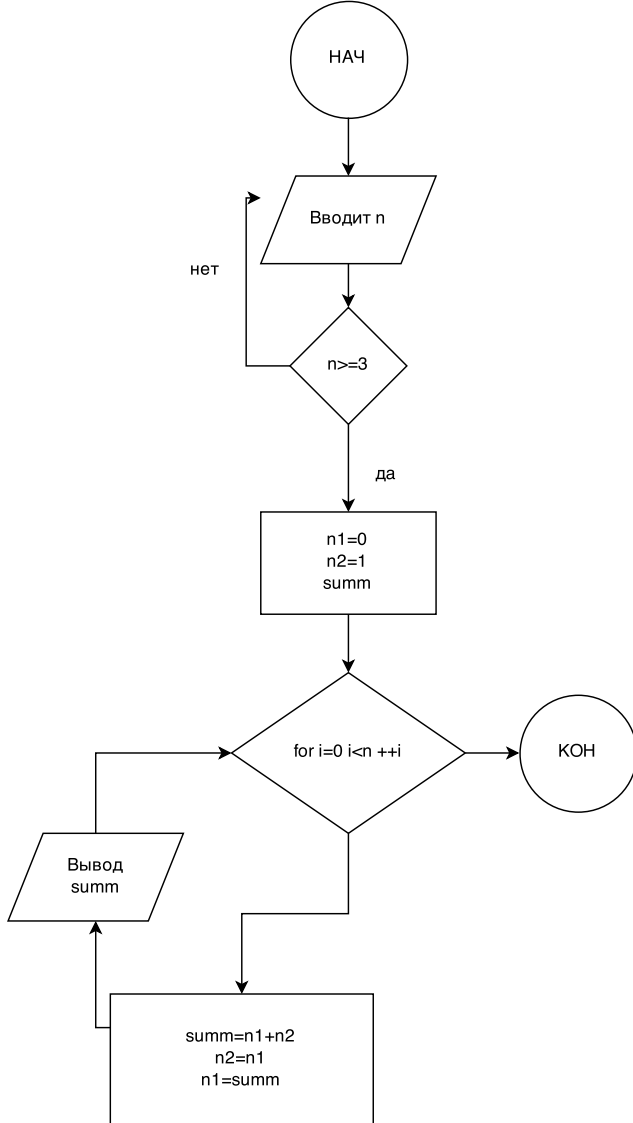 НАЧ
Вводит n
нет
n>=3
да
n1=0
n2=1
summ
for i=0 i<n ++i
КОН
Вывод
summ
summ=n1+n2
n2=n1
n1=summ